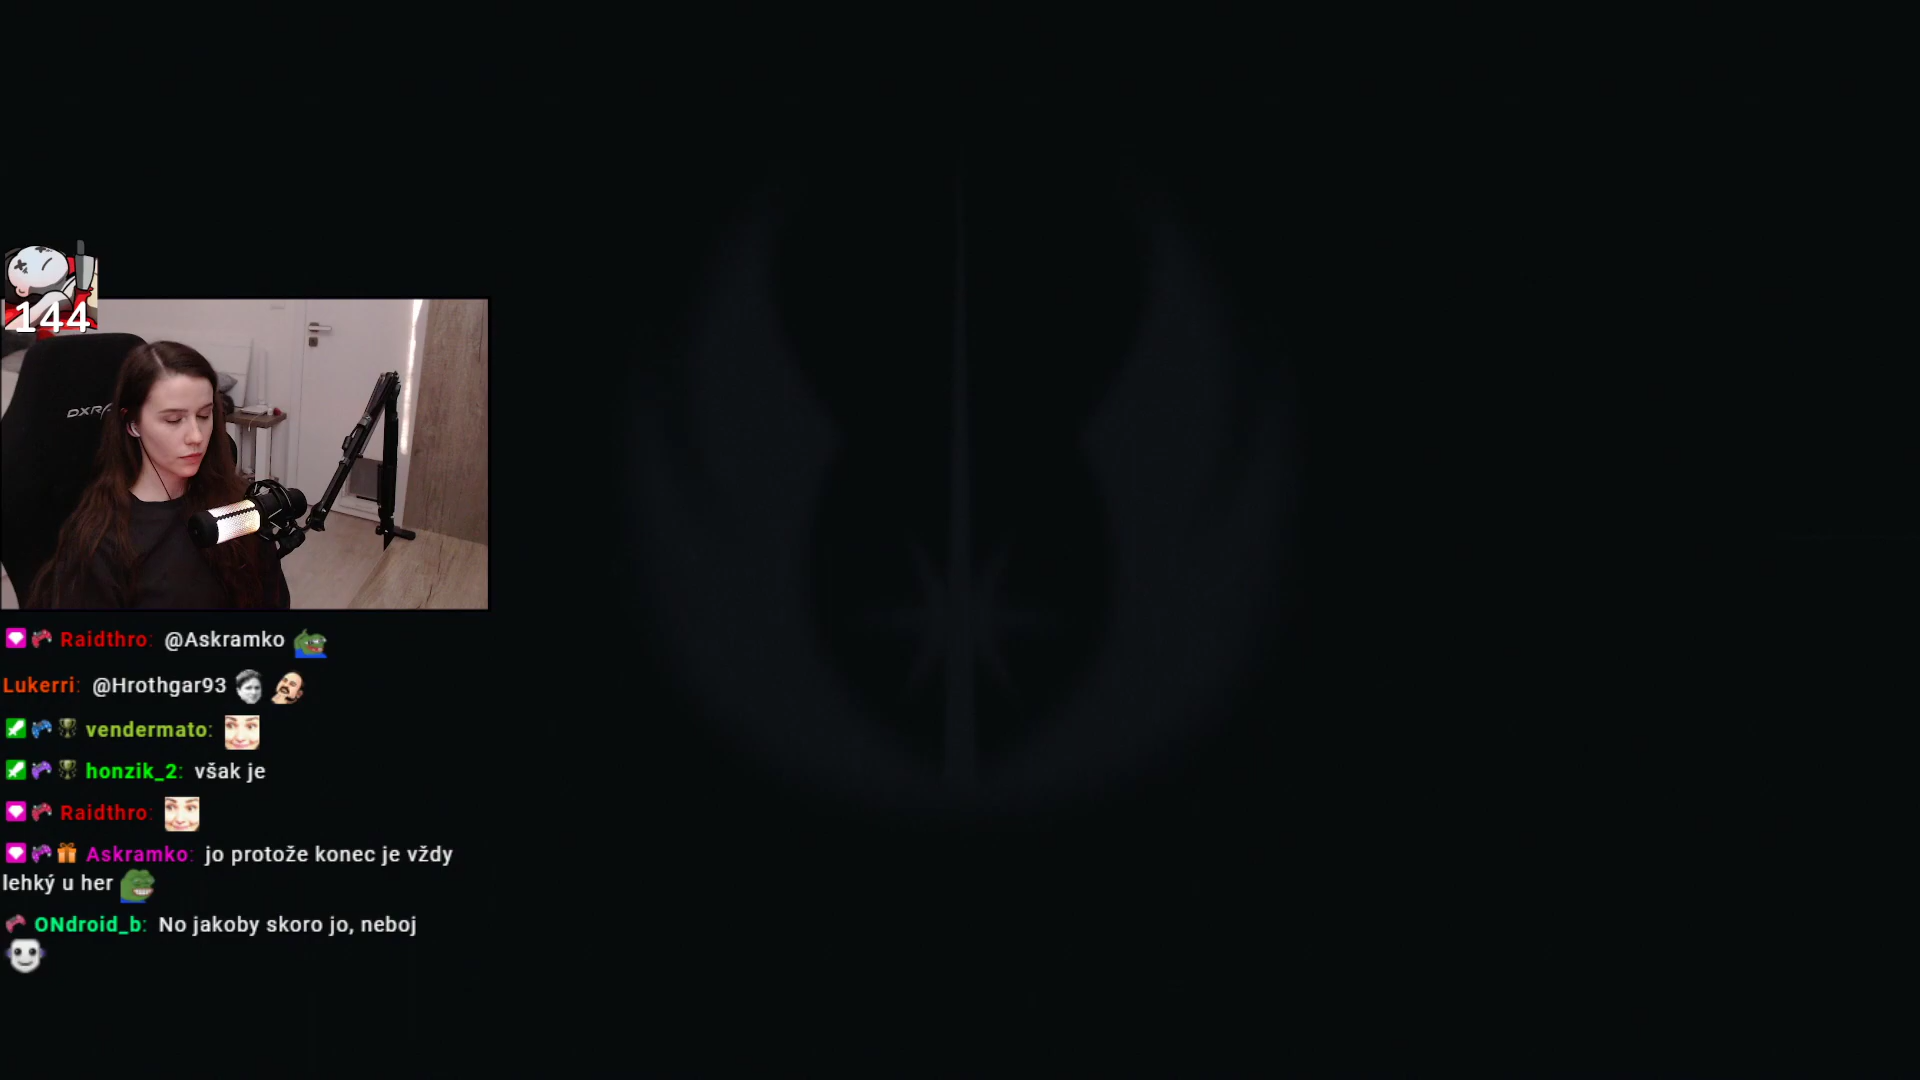 144
DXR
Raidthro: @Askramko
Lukerri: @Hrothgar93
vendermato:
honzik_2: však je
Raidthro:
Askramko: jo protože konec je vždy
lehký u her
ONdroid_b: No jakoby skoro jo, neboj